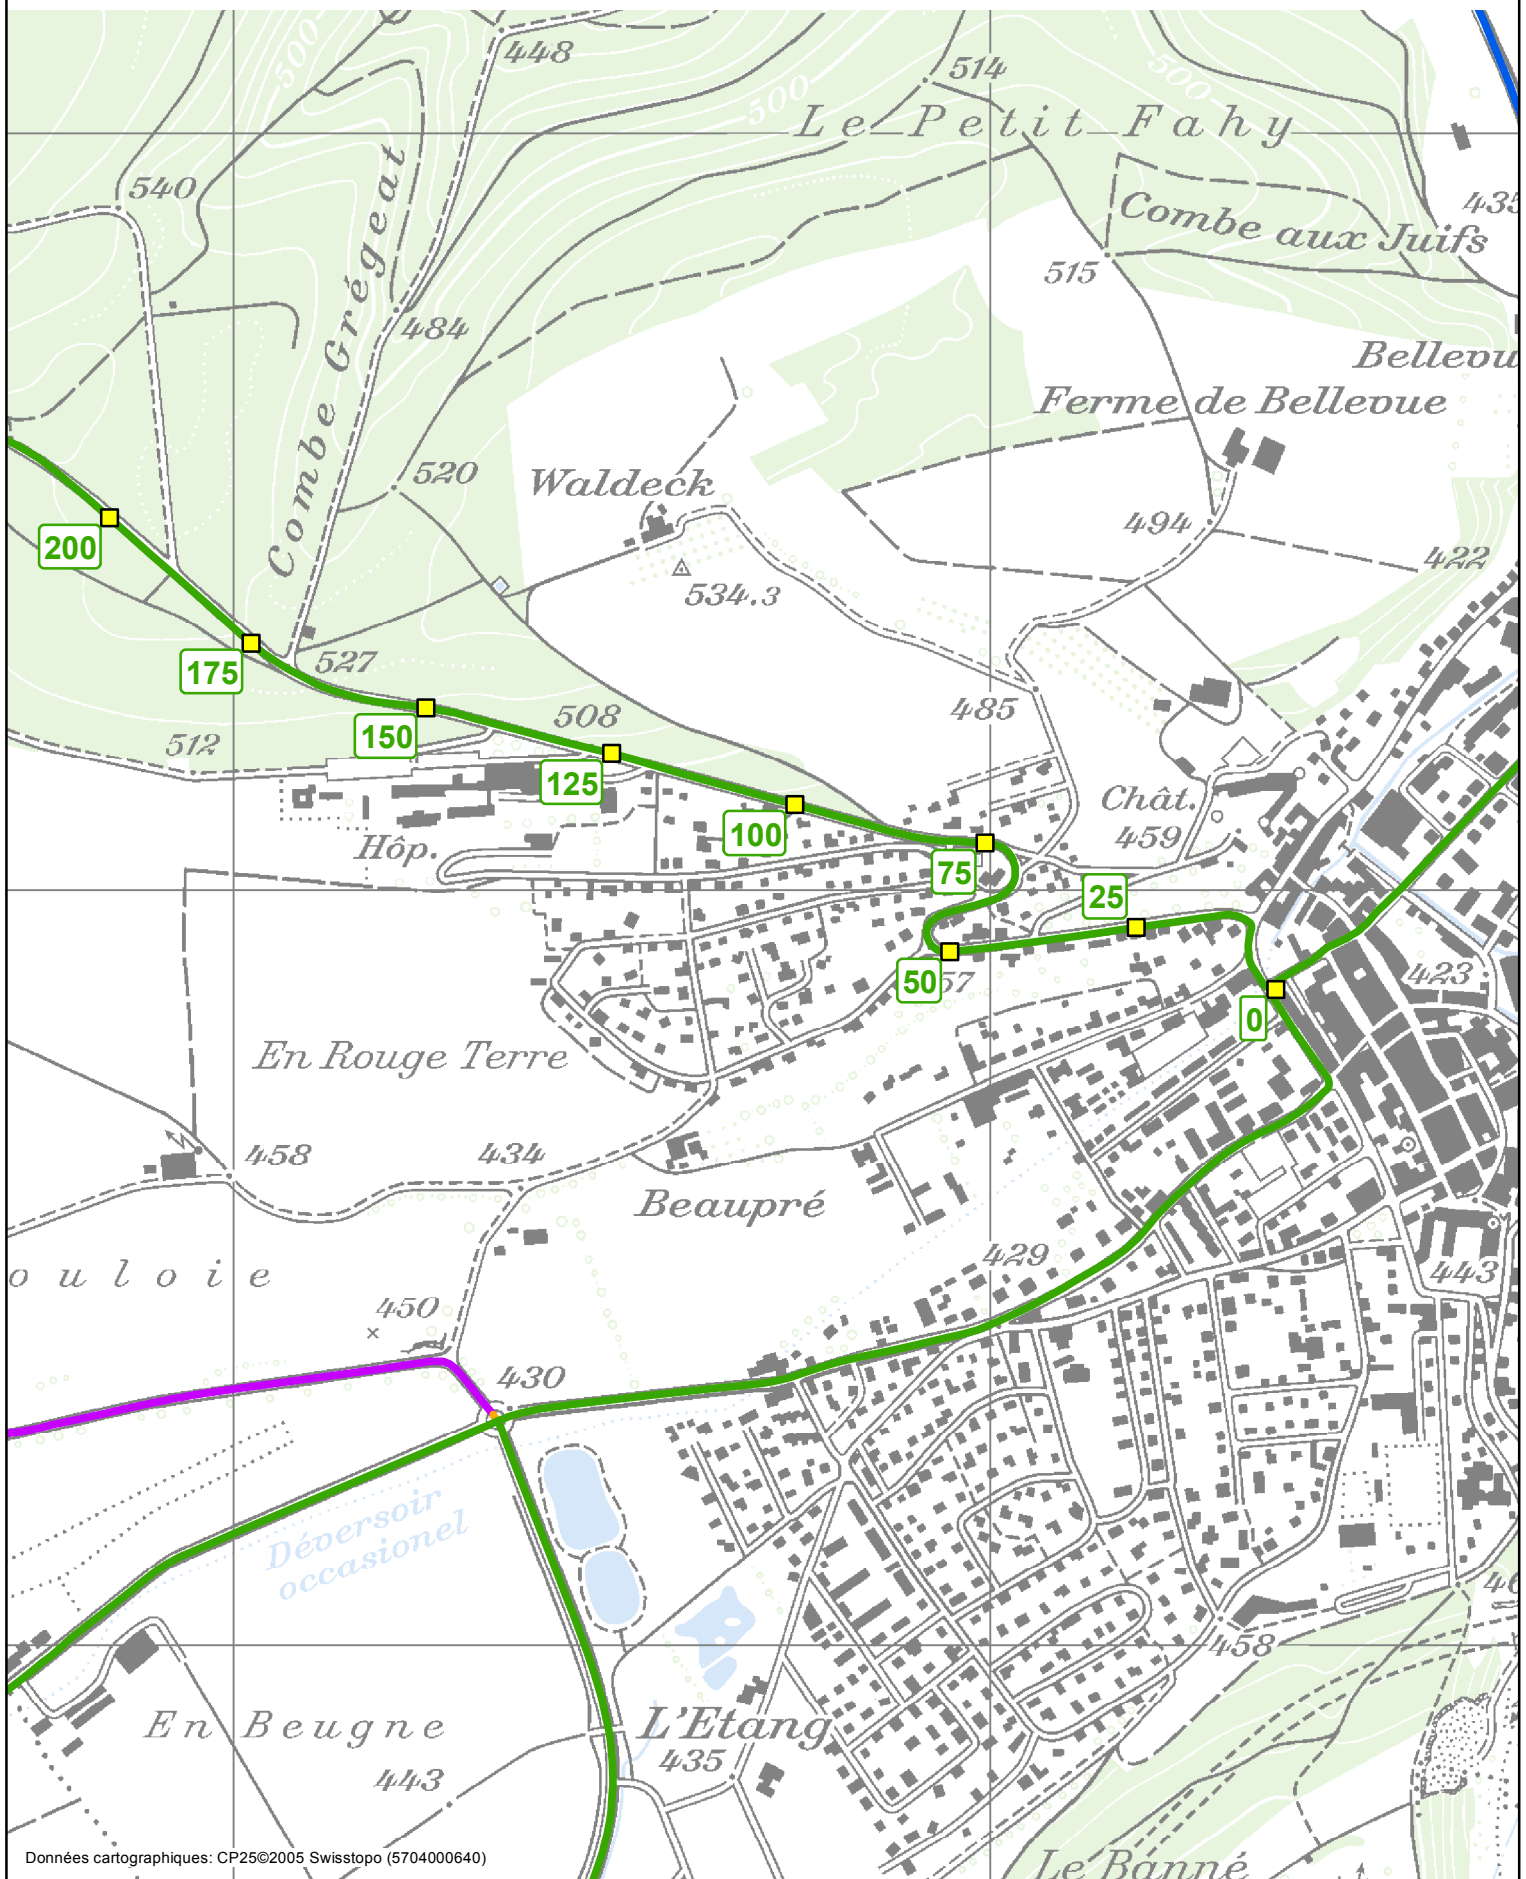 448
514
500
500
500
Le Petit Fahy
540
Combe aux Juifs
435
515
Combe Grégeat
484
Bellevu
Ferme de Bellevue
520
Waldeck
494
200
422
534.3
527
175
485
508
150
512
125
Chât.
459
100
Hôp.
75
25
50
57
423
0
En Rouge Terre
458
434
Beaupré
429
ouloie
443
450
430
Déversoir
occasionel
46
458
En Beugne
L'Etang
435
443
Le Banné
Données cartographiques: CP25©2005 Swisstopo (5704000640)